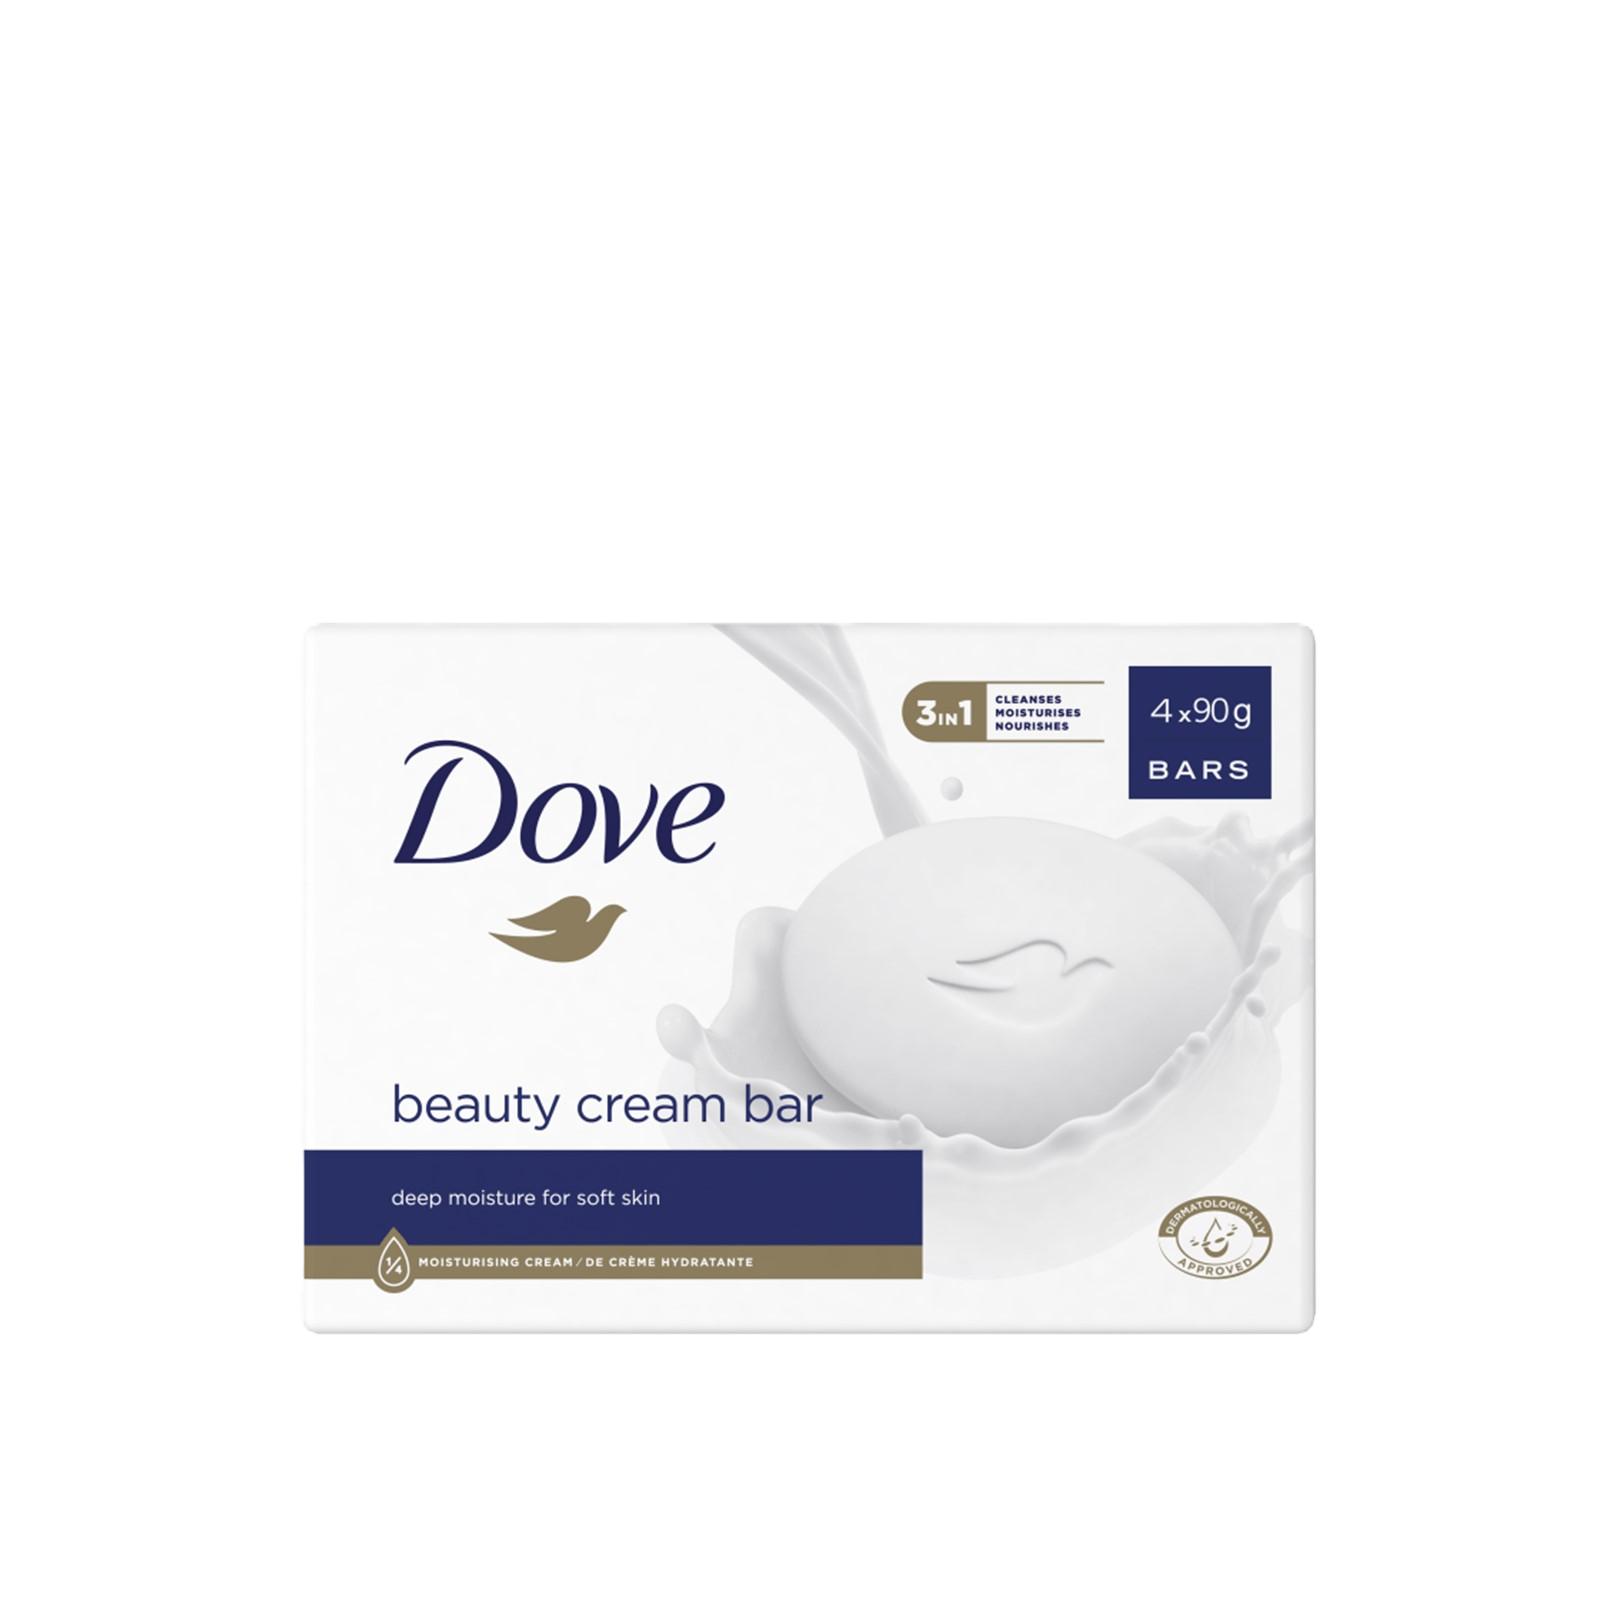 3IN1
CLEANSES
MOISTURISES
NOURISHES
4x90g
BARS
Dove
beauty cream bar
deep moisture for soft skin
1/4 MOISTURISING CREAM/DE CRÈME HYDRATANTE
DERMATOLOGICALLY
APPROVED